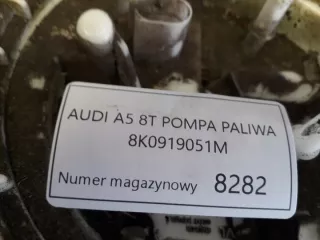 AUDI A5 8T POMPA PALIWA
8K0919051M
Numer magazynowy 8282